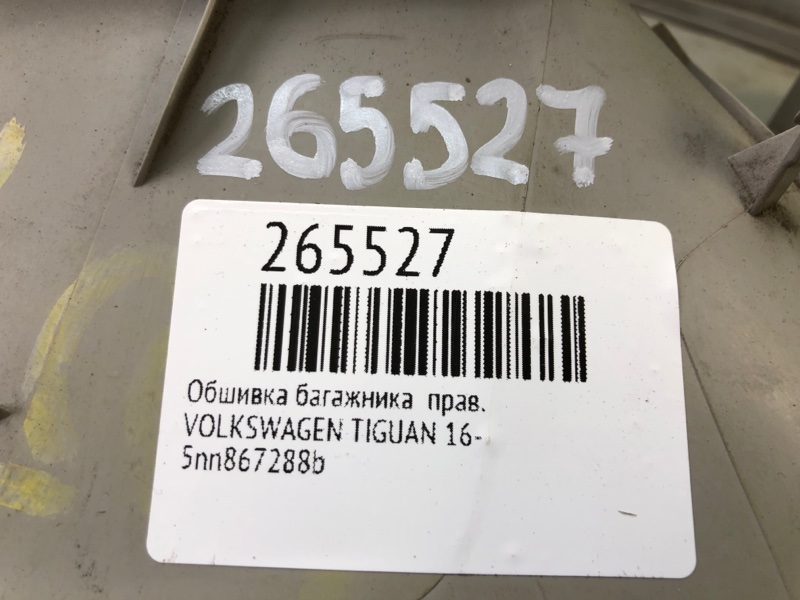 265527
265527
Обшивка багажника прав.
VOLKSWAGEN TIGUAN 16-
5nn867288b